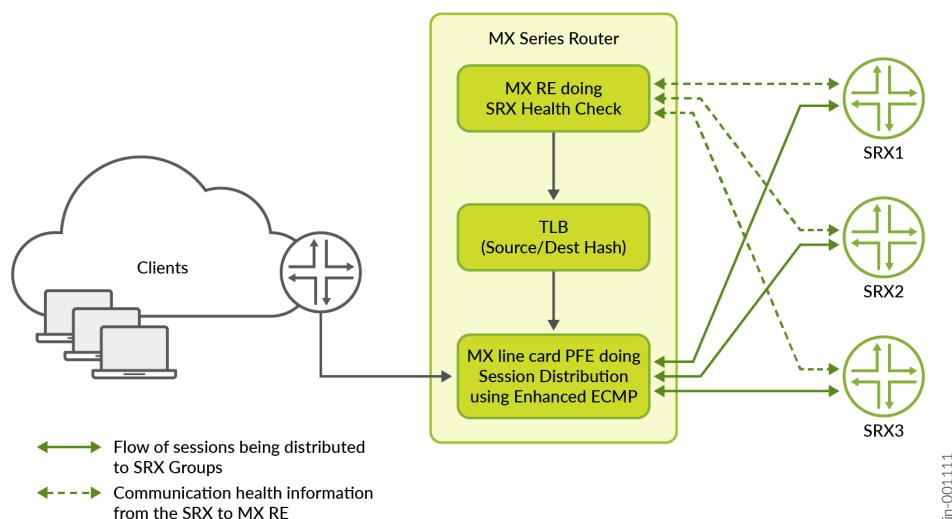 MX Series Router
MX RE doing
SRX Health Check
SRX1
TLB
(Source/Dest Hash)
Clients
SRX2
MX line card PFE doing
Session Distribution
using Enhanced ECMP
SRX3
Flow of sessions being distributed
to SRX Groups
Communication health information
from the SRX to MX RE
jn-001111